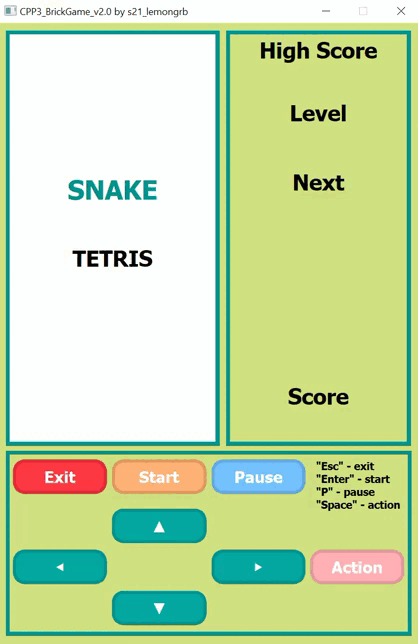 CPP3_BrickGame_v2.0 by s21_lemongrb
High Score
Level
SNAKE
Next
TETRIS
Score
Exit
Start
Pause
"Esc" - exit
"Enter" - start
"P" - pause
"Space" - action
Action